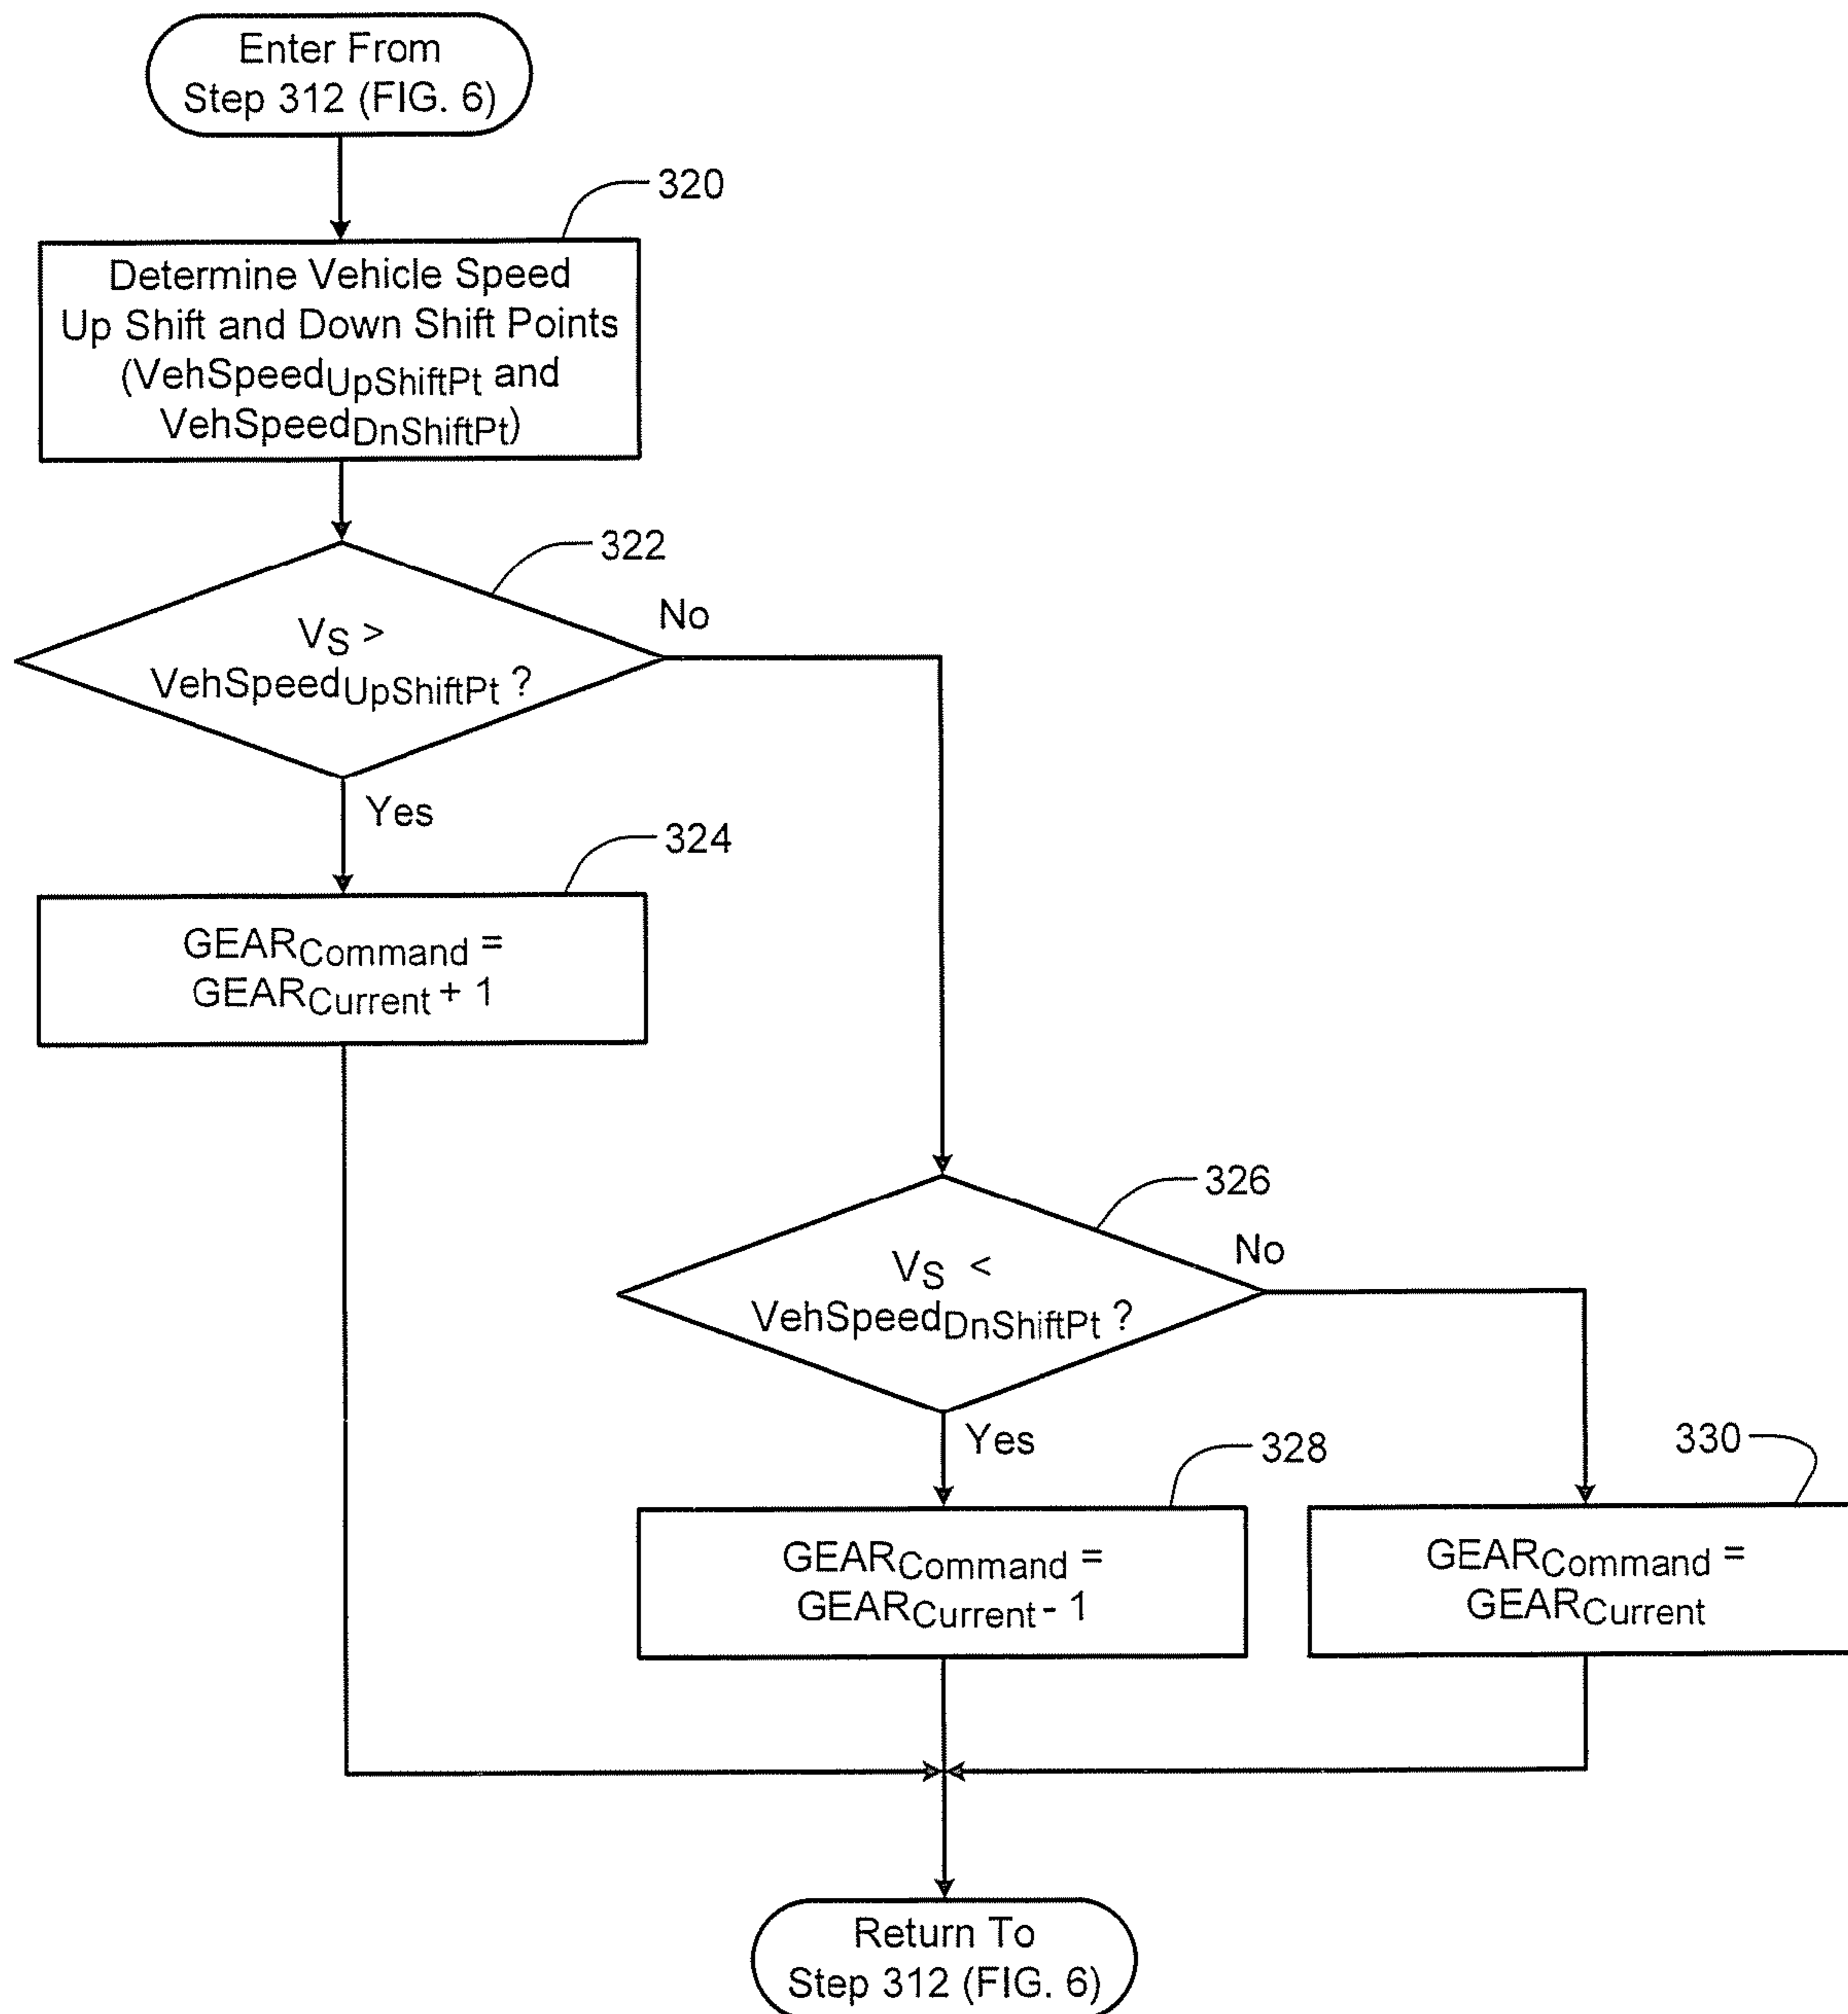 Enter From
Step 312 (FIG. 6)
320
Determine Vehicle Speed
Up Shift and Down Shift Points
(VehSpeedUpShiftPt and
VehSpeedDnShiftPt)
322
VS >
VehSpeedUpShiftPt ?
No
Yes
324
GEARCommand =
GEARCurrent + 1
326
VS <
VehSpeedDnShiftPt ?
No
Yes
328
GEARCommand =
GEARCurrent - 1
330
GEARCommand =
GEARCurrent
Return To
Step 312 (FIG. 6)